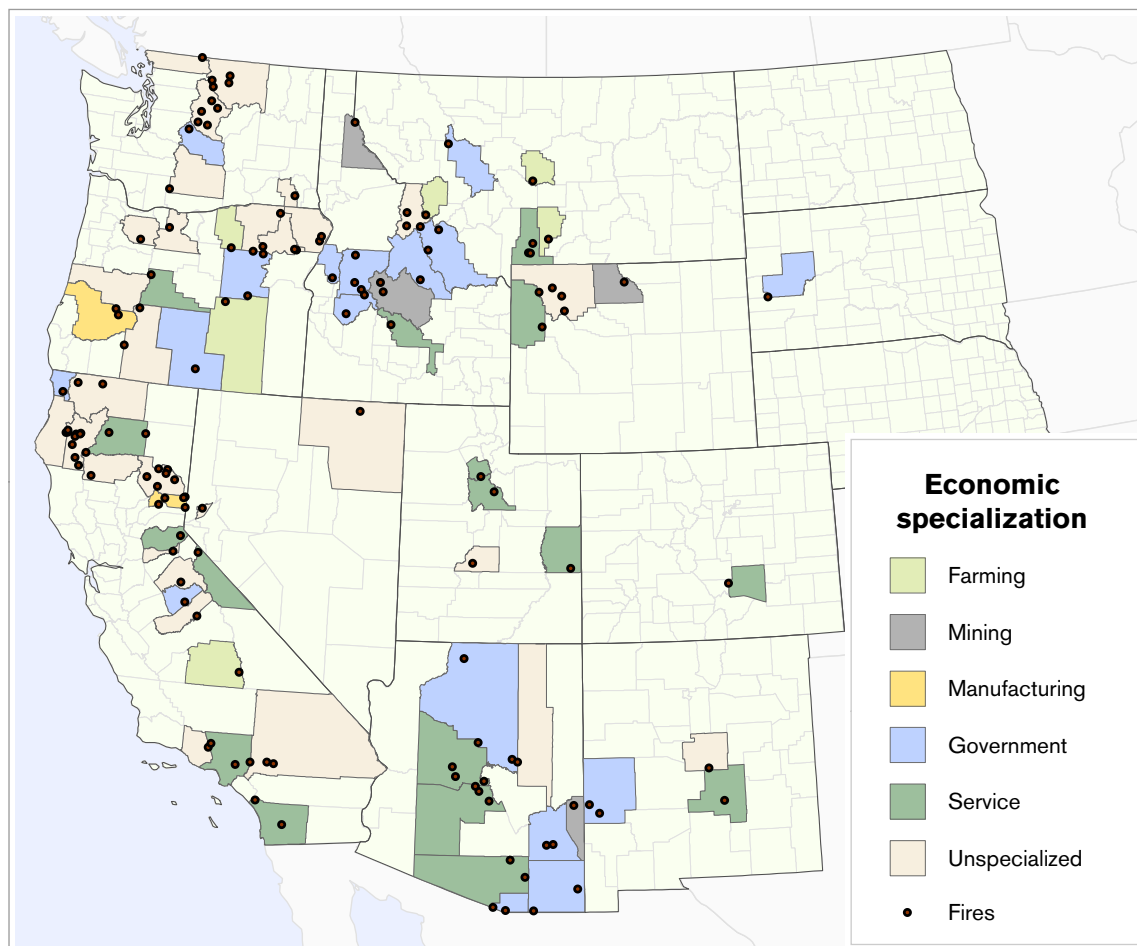 Economic
specialization
Farming
Mining
Manufacturing
Government
Service
Unspecialized
Fires